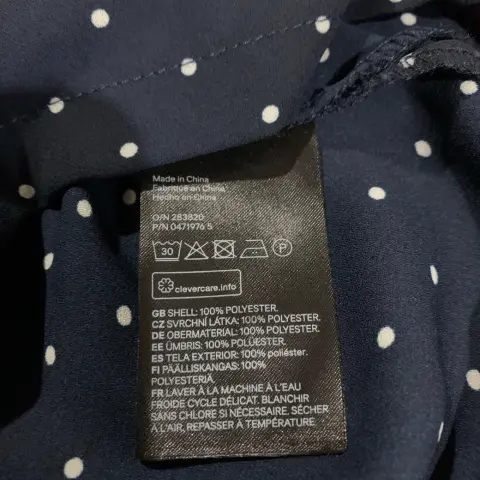 Made in China
Fabriqué en Chine
Hecho en China
O/N 283820
P/N 0471976 5
30 P
clevercare.info
GB SHELL: 100% POLYESTER.
CZ SVRCHNÍ LÁTKA: 100% POLYESTER.
DE OBERMATERIAL: 100% POLYESTER.
EE ÜMBRIS: 100% POLÜESTER.
ES TELA EXTERIOR: 100% poliéster.
FI PÄÄLLISKANGAS: 100%
POLYESTERIÄ.
FR LAVER À LA MACHINE À L'EAU
FROIDE CYCLE DÉLICAT. BLANCHIR
SANS CHLORE SI NÉCESSAIRE. SÉCHER
À L'AIR, REPASSER À TEMPÉRATURE